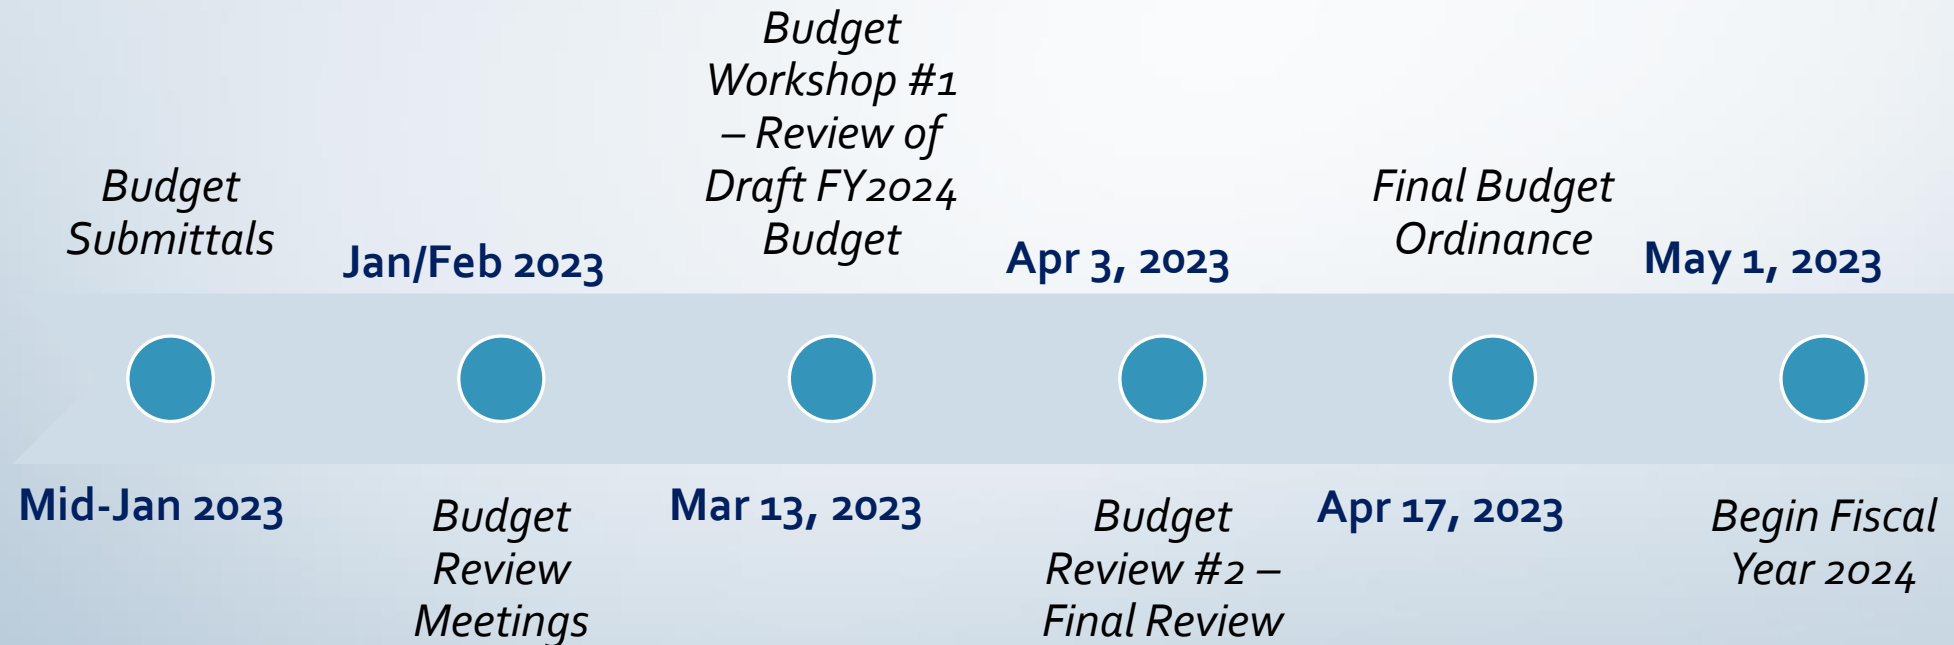 Budget
Submittals
Mid-Jan 2023
Jan/Feb 2023
Budget
Review
Meetings
Budget
Workshop #1
– Review of
Draft FY2024
Budget
Mar 13, 2023
Apr 3, 2023
Budget
Review #2 –
Final Review
Final Budget
Ordinance
Apr 17, 2023
May 1, 2023
Begin Fiscal
Year 2024